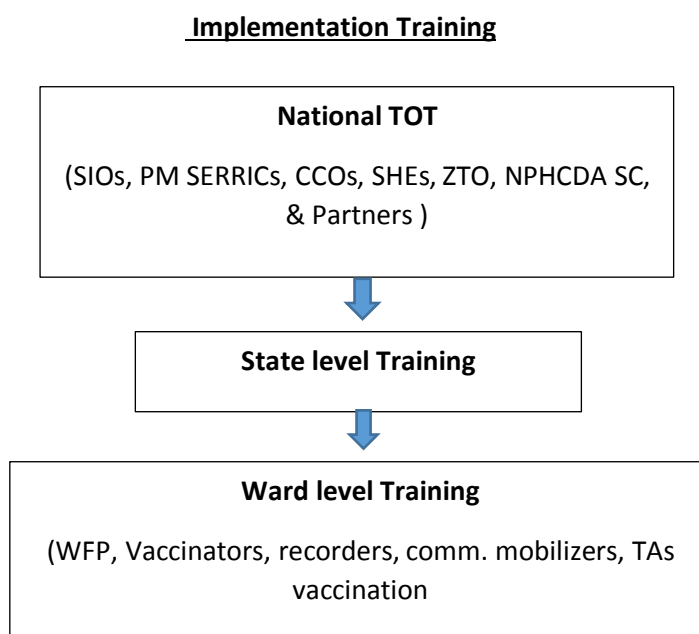 Implementation Training
National TOT
(SIOs, PM SERRICs, CCOs, SHEs, ZTO, NPHCDA SC,
& Partners )
State level Training
Ward level Training
(WFP, Vaccinators, recorders, comm. mobilizers, TAs
vaccination